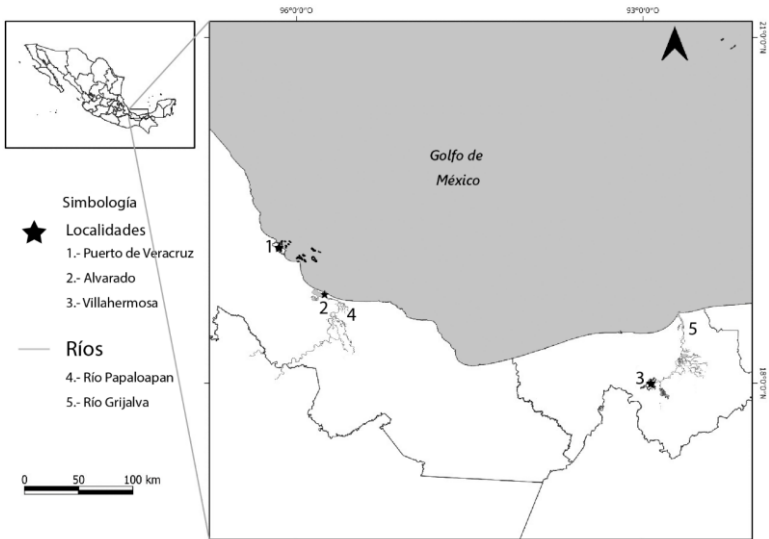 96°0'0"O
93°0'0"O
21°0'0"N
Golfo de
México
Simbología
Localidades
1.- Puerto de Veracruz
2.- Alvarado
3.- Villahermosa
Ríos
4.- Río Papaloapan
5.- Río Grijalva
1
2
4
5
3
18°0'0"N
0 50 100 km